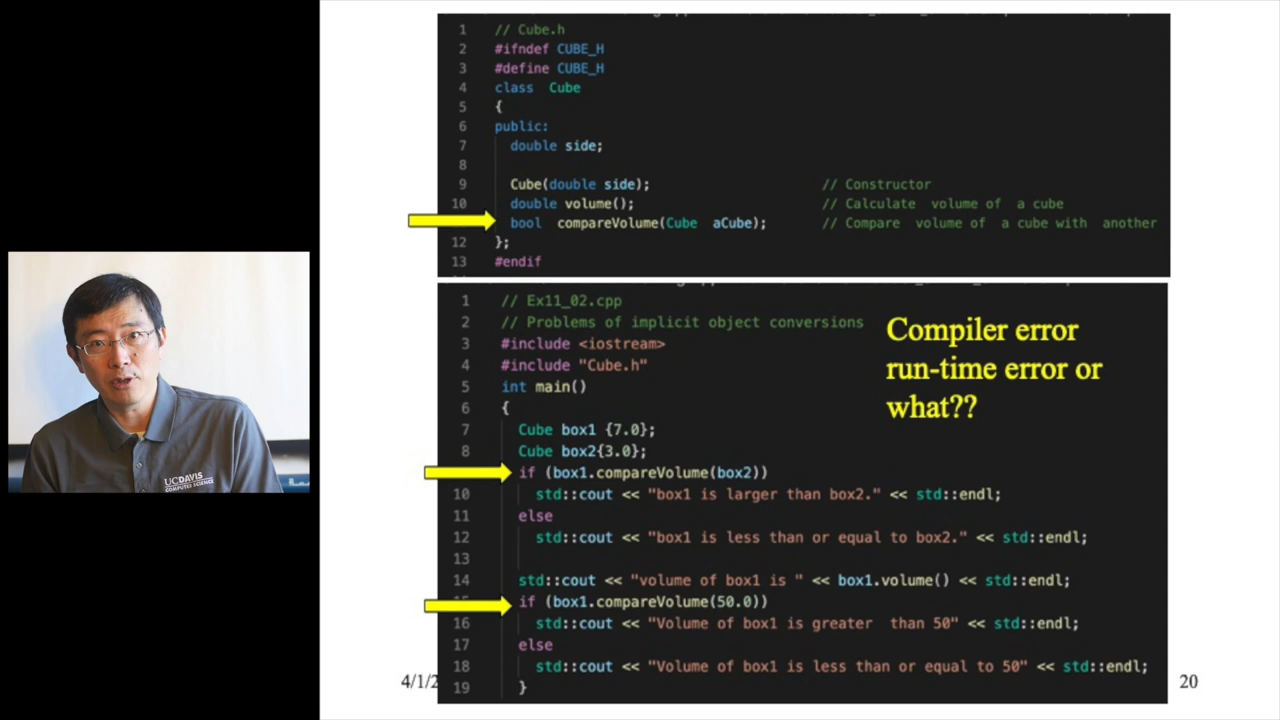 1 // Cube.h
2 #ifndef CUBE_H
3 #define CUBE_H
4 class Cube
5 {
6 public:
7 double side;
8
9 Cube(double side); // Constructor
10 double volume(); // Calculate volume of a cube
bool compareVolume(Cube aCube); // Compare volume of a cube with another
12 };
13 #endif
1 // Ex11_02.cpp
2 // Problems of implicit object conversions
3 #include <iostream>
4 #include "Cube.h"
5 int main()
6 {
7 Cube box1 {7.0};
8 Cube box2{3.0};
if (box1.compareVolume(box2))
10 std::cout << "box1 is larger than box2." << std::endl;
11 else
12 std::cout << "box1 is less than or equal to box2." << std::endl;
13
14 std::cout << "volume of box1 is " << box1.volume() << std::endl;
if (box1.compareVolume(50.0))
16 std::cout << "Volume of box1 is greater than 50" << std::endl;
17 else
18 std::cout << "Volume of box1 is less than or equal to 50" << std::endl;
19 }
Compiler error
run-time error or
what??
UCDAVIS
COMPUTER SCIENCE
4/1/2
20